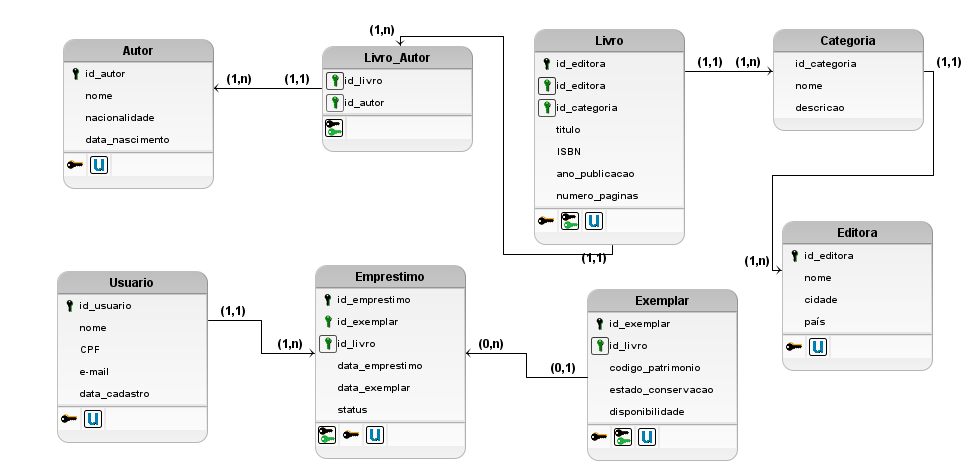 Autor
id_autor
nome
nacionalidade
data_nascimento
(1,n)
(1,1)
Livro_Autor
id_livro
id_autor
(1,n)
Livro
id_editora
id_editora
id_categoria
titulo
ISBN
ano_publicacao
numero_paginas
(1,1)
(1,1)
(1,n)
Categoria
id_categoria
nome
descricao
(1,1)
(1,n)
Editora
id_editora
nome
cidade
país
Usuario
id_usuario
nome
CPF
e-mail
data_cadastro
(1,1)
(1,n)
Emprestimo
id_emprestimo
id_exemplar
id_livro
data_emprestimo
data_exemplar
status
(0,n)
(0,1)
Exemplar
id_exemplar
id_livro
codigo_patrimonio
estado_conservacao
disponibilidade